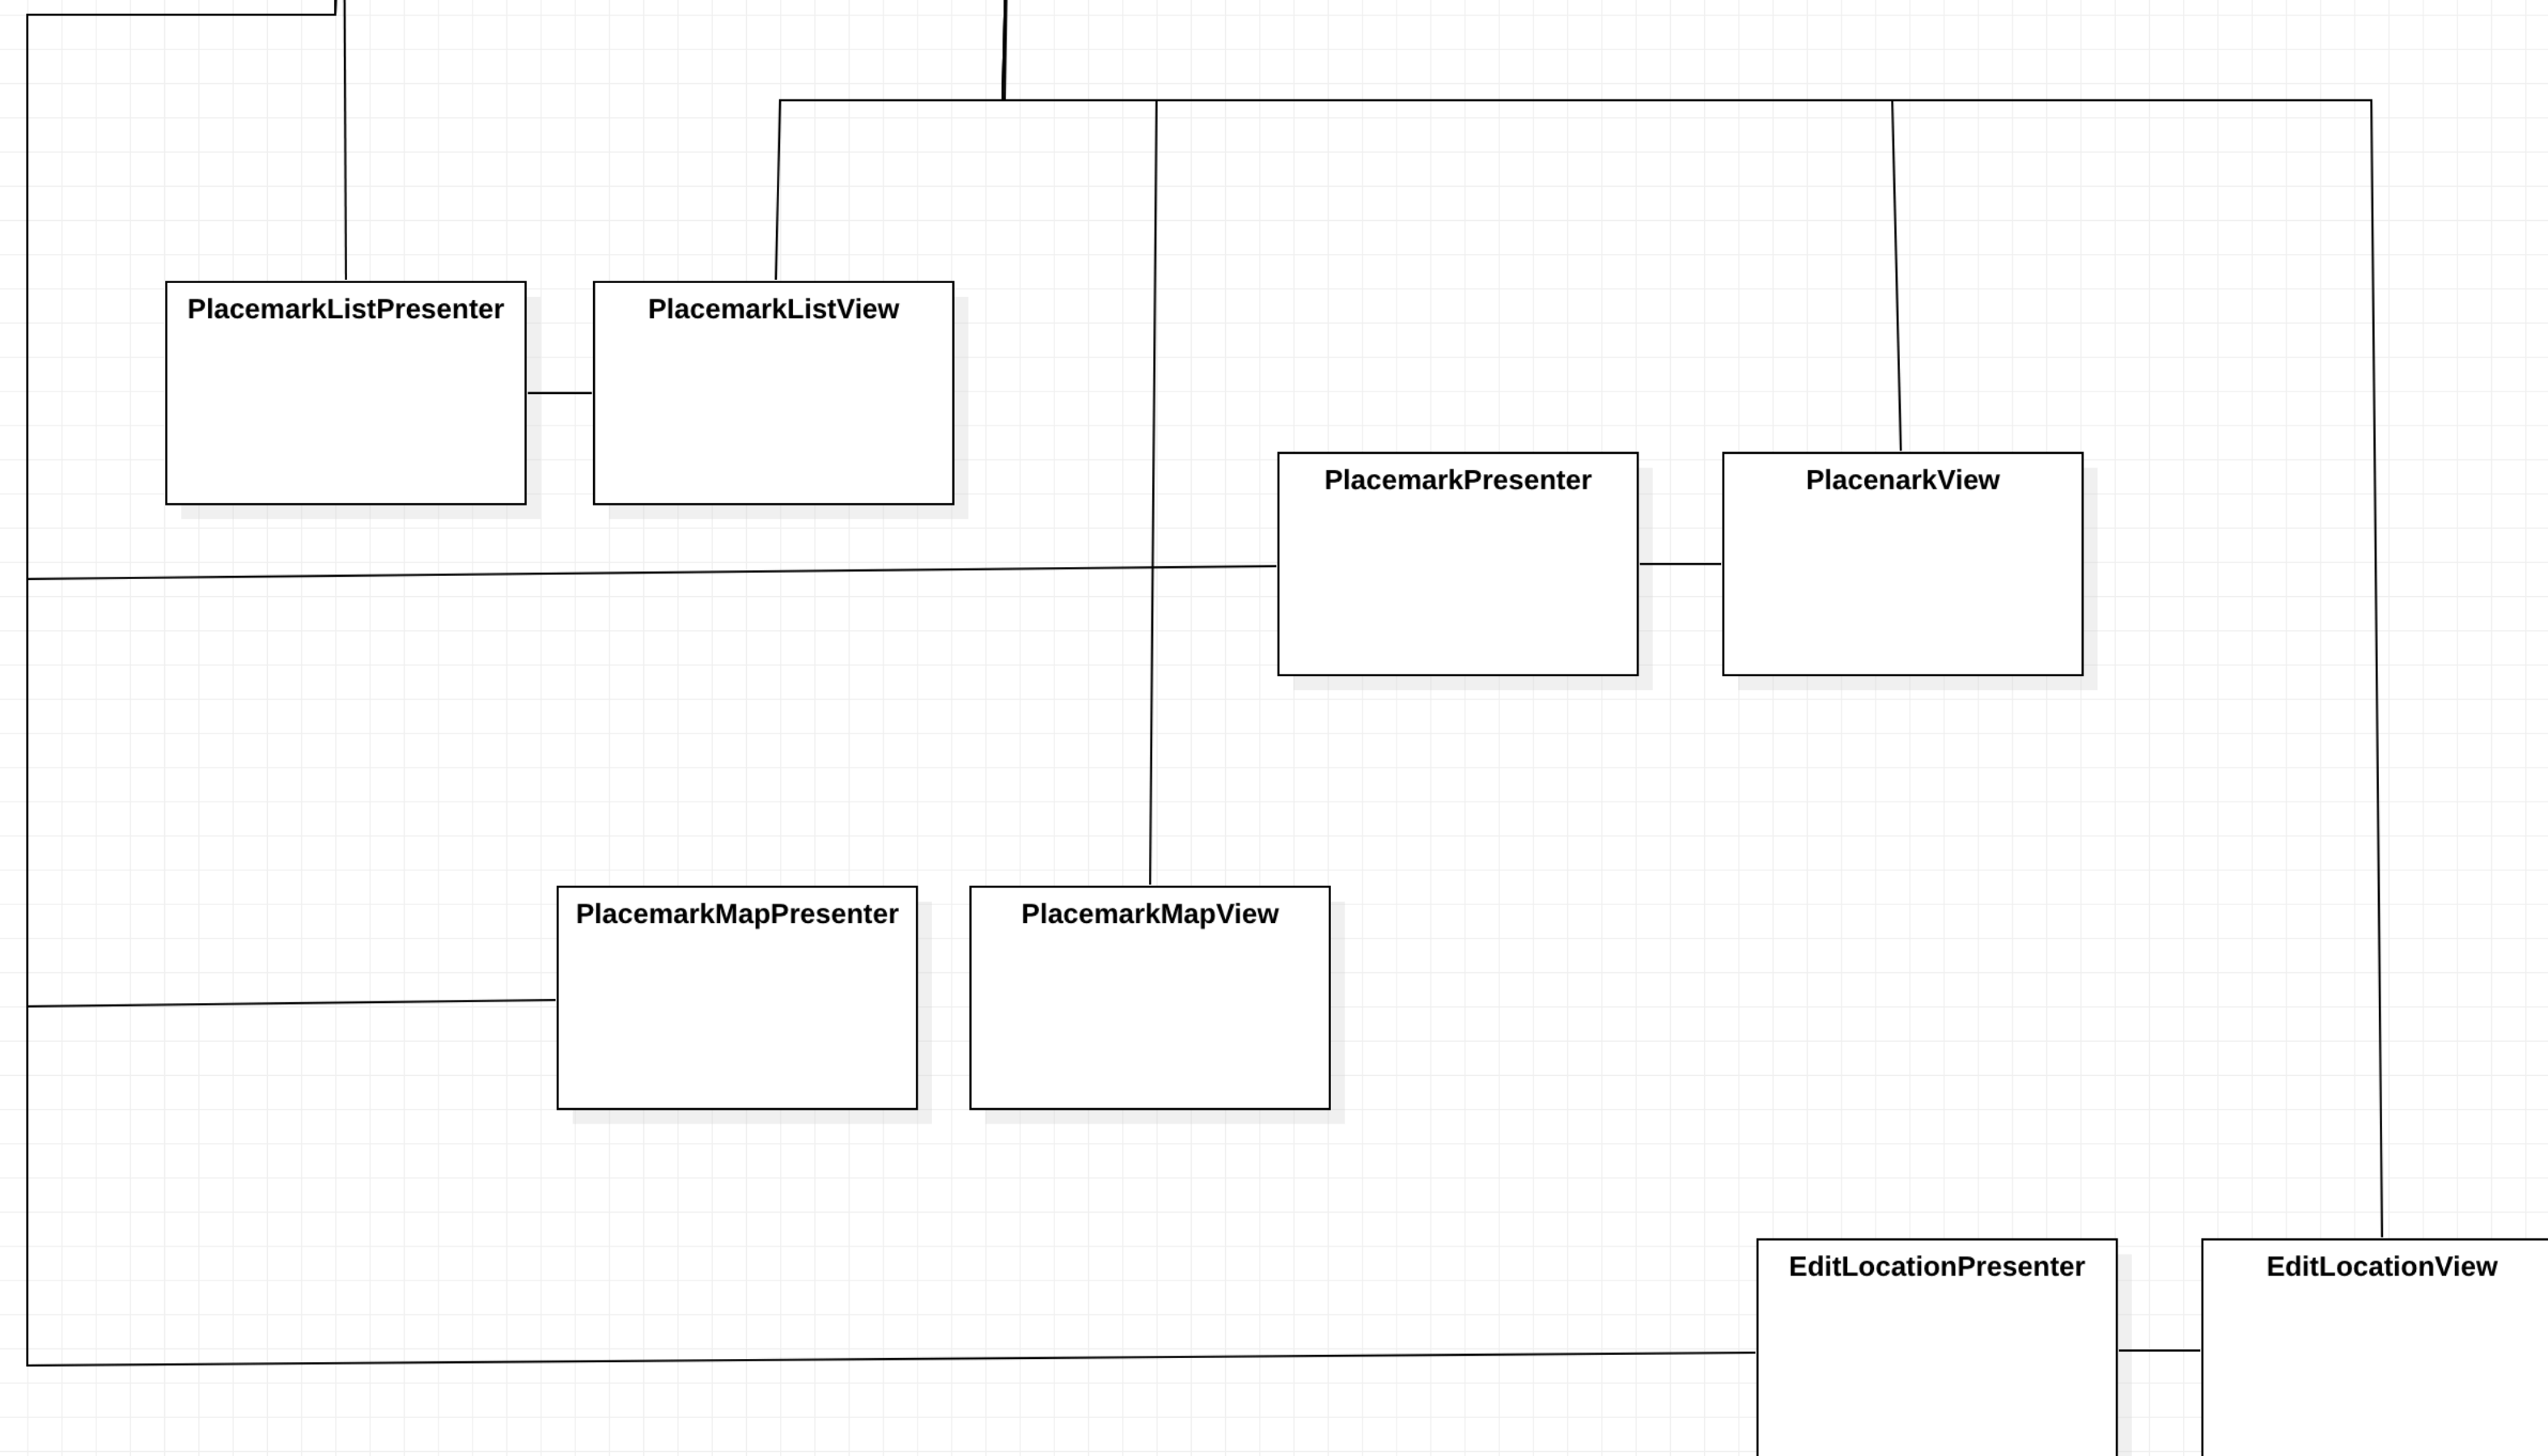 PlacemarkListPresenter
PlacemarkListView
PlacemarkPresenter
PlacenarkView
PlacemarkMapPresenter
PlacemarkMapView
EditLocationPresenter
EditLocationView